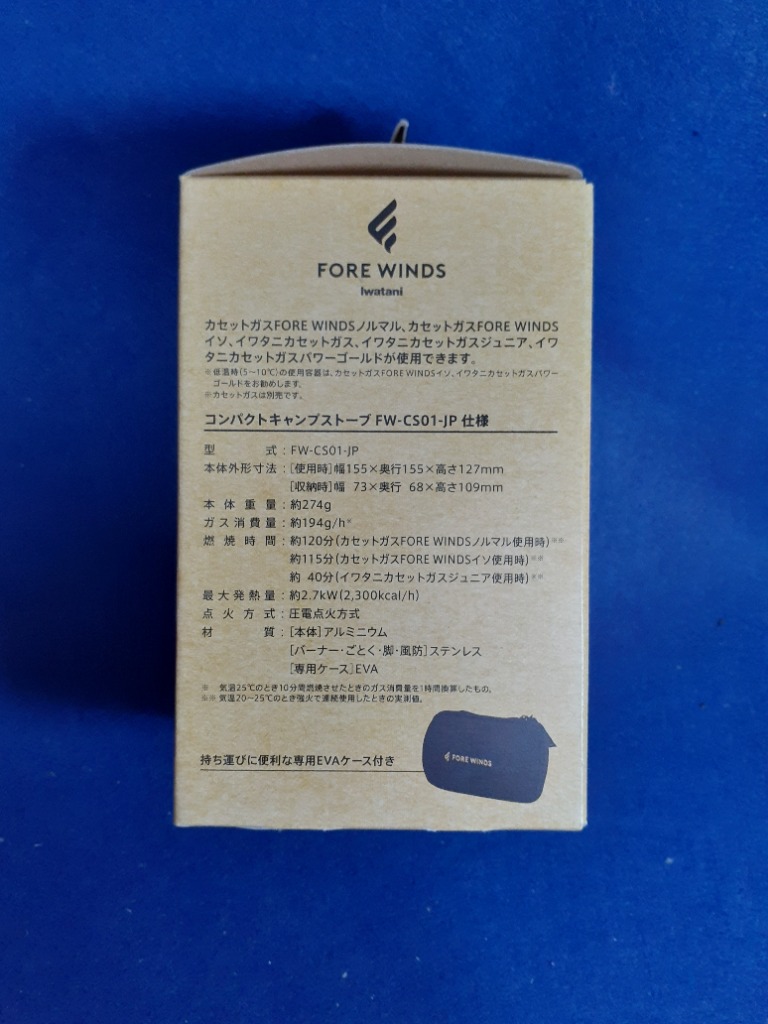 FORE WINDS
Iwatani
カセットガスFORE WINDSノルマル、カセットガスFORE WINDS
イソ、イワタニカセットガス、イワタニカセットガスジュニア、イワ
タニカセットガスパワーゴールドが使用できます。
※低温時(5~10℃)の使用容器は、カセットガスFORE WINDSイソ、イワタニカセットガスパワー
ゴールドをお勧めします。
※カセットガスは別売です。
コンパクトキャンプストーブ FW-CS01-JP 仕様
型式:FW-CS01-JP
本体外形寸法:[使用時]幅155×奥行155×高さ127mm
[収納時]幅 73×奥行 68×高さ109mm
本体重量:約274g
ガス消費量:約194g/h※
燃焼時間:約120分(カセットガスFORE WINDSノルマル使用時)※※
約115分(カセットガスFORE WINDSイソ使用時)※※
約 40分(イワタニカセットガスジュニア使用時)※※
最大発熱量:約2.7kW(2,300kcal/h)
点火方式:圧電点火方式
材質:[本体]アルミニウム
[バーナー・ごとく・脚・風防]ステンレス
[専用ケース]EVA
※ 気温25℃のとき10分間燃焼させたときのガス消費量を1時間換算したもの。
※※ 気温20~25℃のとき強火で連続使用したときの実測値。
持ち運びに便利な専用EVAケース付き
FORE WINDS